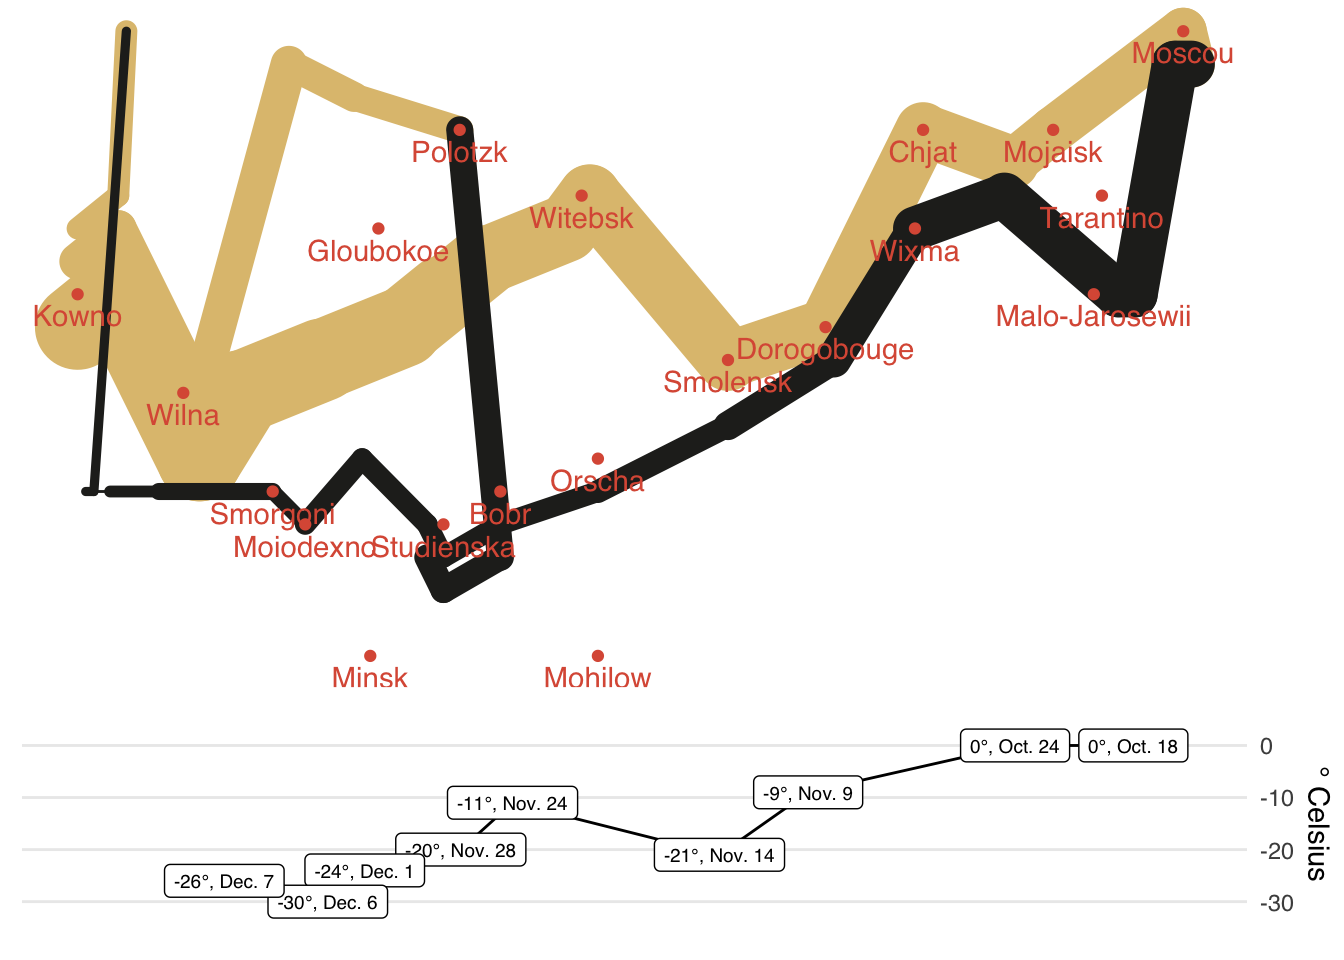 Moscou
Polotzk
Chjat
Mojaisk
Witebsk
Tarantino
Gloubokoe
Wixma
Kowno
Malo-Jarosewii
Dorogobouge
Smolensk
Wilna
Orscha
Smorgoni
Bobr
Moiodexno
Studienska
Minsk
Mohilow
0°, Oct. 24
0°, Oct. 18
0
-9°, Nov. 9
-10
-11°, Nov. 24
-20°, Nov. 28
-21°, Nov. 14
-20
-24°, Dec. 1
-26°, Dec. 7
-30°, Dec. 6
-30
° Celsius